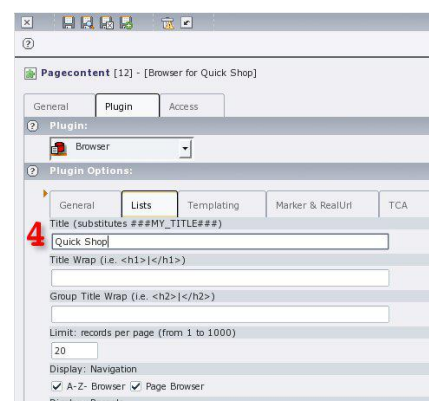 Pagecontent [12] - [Browser for Quick Shop]
General Plugin Access
Plugin:
Browser
Plugin Options:
General Lists Templating Marker & RealUrl TCA
Title (substitutes ###MY_TITLE###)
4
Quick Shop
Title Wrap (i.e. <h1>|</h1>)
Group Title Wrap (i.e. <h2>|</h2>)
Limit: records per page (from 1 to 1000)
20
Display: Navigation
A-Z- Browser Page Browser